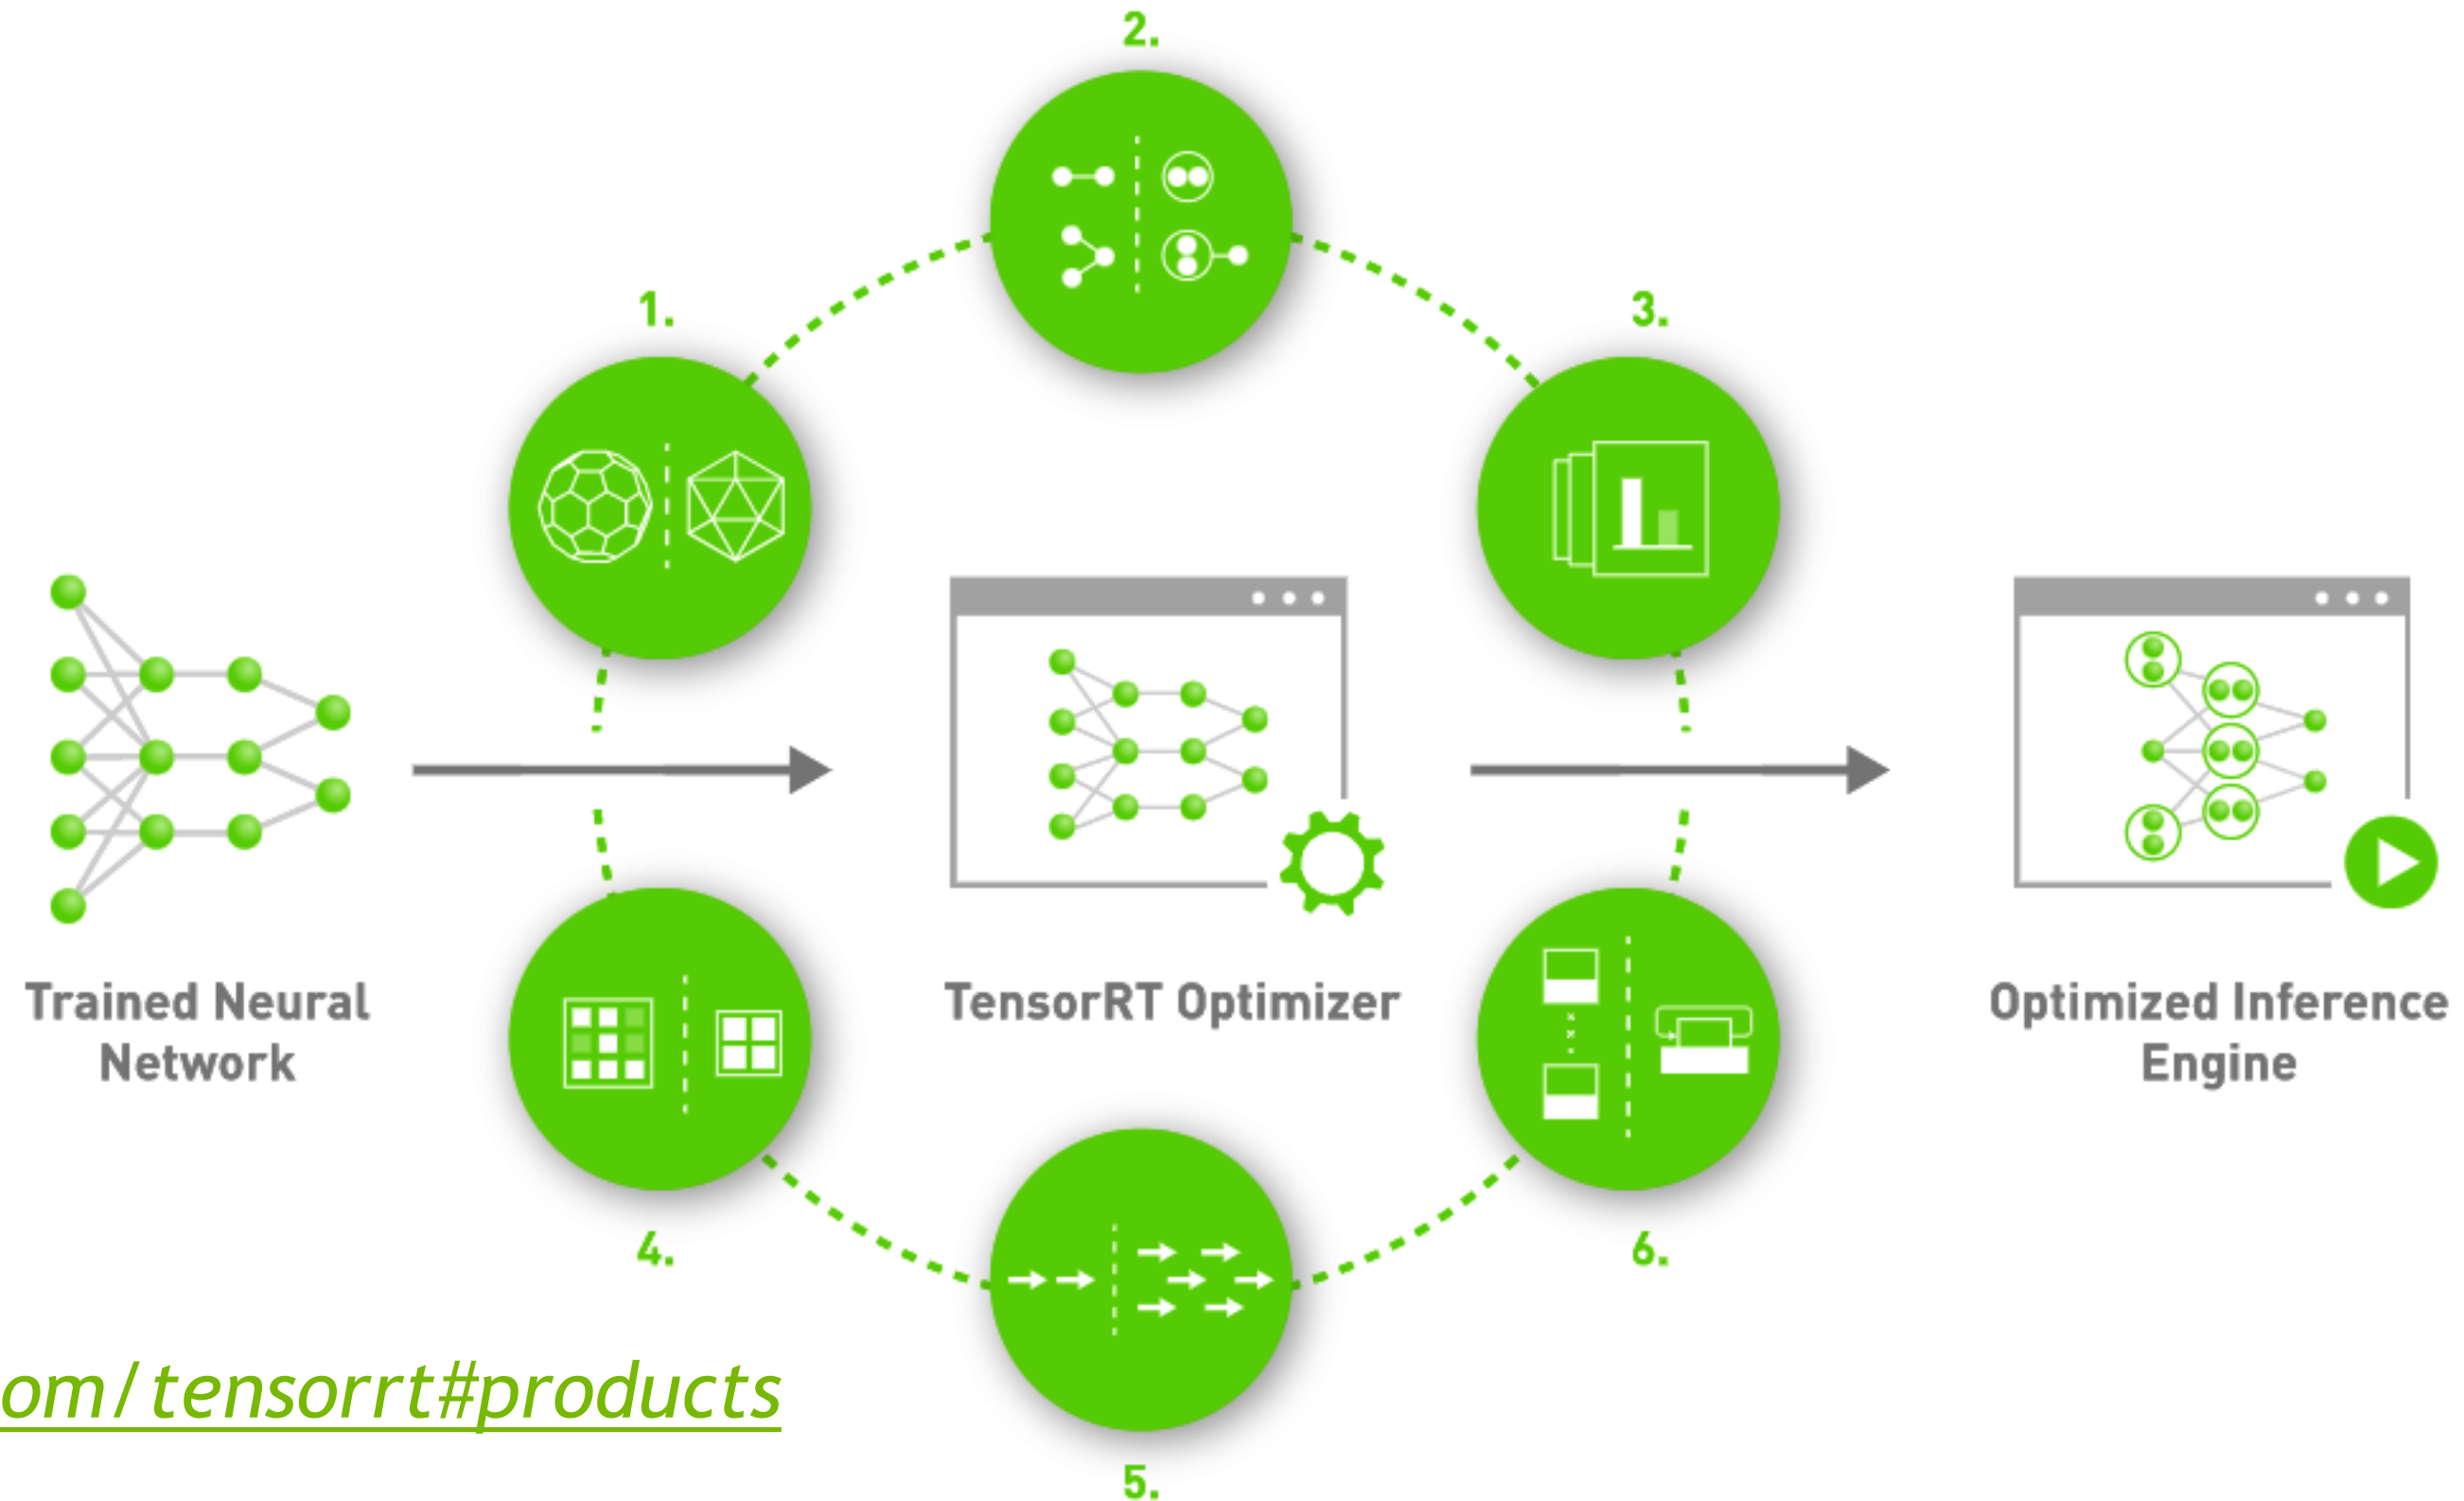 2.
1.
3.
Trained Neural
Network
TensorRT Optimizer
Optimized Inference
Engine
4.
6.
om/tensorrt#products
5.